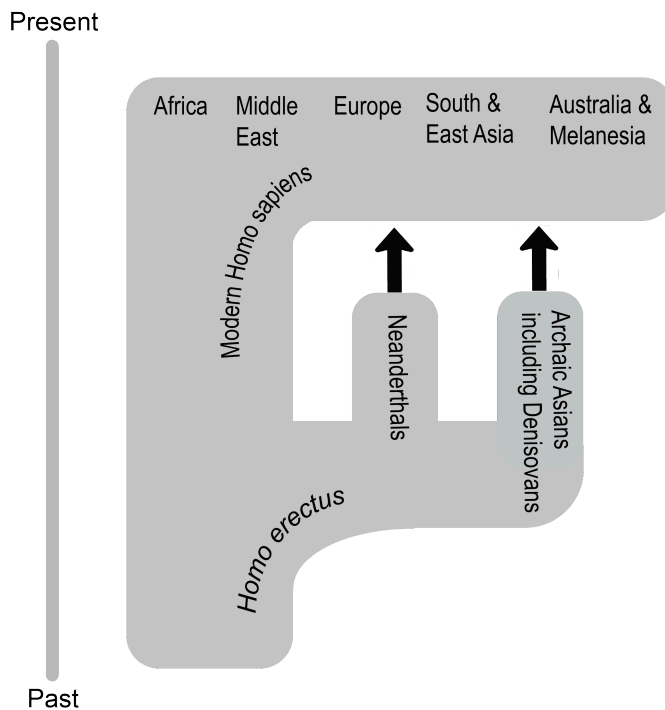 Present
Africa
Middle
East
Europe
South &
East Asia
Australia &
Melanesia
Modern Homo sapiens
Neanderthals
Archaic Asians
including Denisovans
Homo erectus
Past